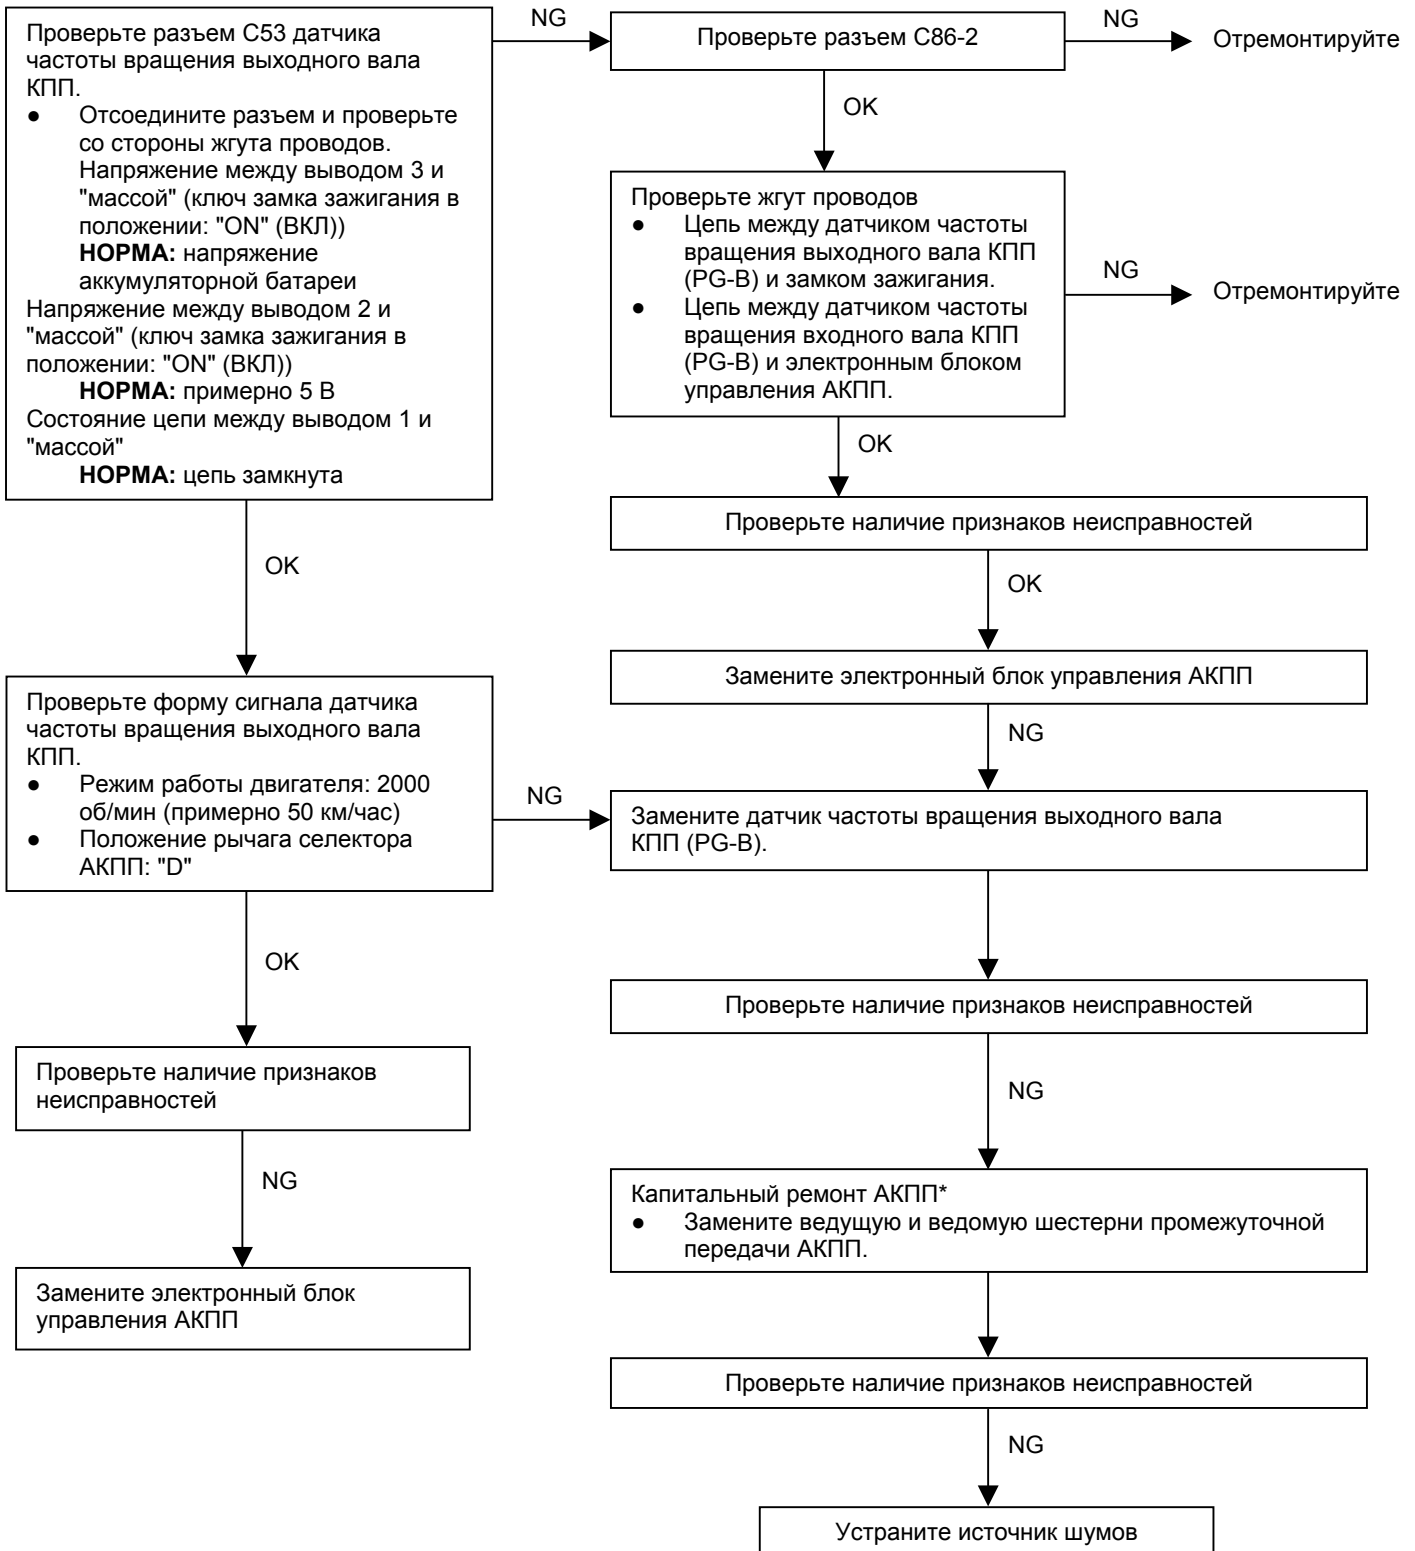 Проверьте разъем C53 датчика
частоты вращения выходного вала
КПП.
● Отсоедините разъем и проверьте
со стороны жгута проводов.
Напряжение между выводом 3 и
"массой" (ключ замка зажигания в
положении: "ON" (ВКЛ))
НОРМА: напряжение
аккумуляторной батареи
Напряжение между выводом 2 и
"массой" (ключ замка зажигания в
положении: "ON" (ВКЛ))
НОРМА: примерно 5 В
Состояние цепи между выводом 1 и
"массой"
НОРМА: цепь замкнута
NG
Проверьте разъем C86-2
NG
Отремонтируйте
OK
Проверьте жгут проводов
● Цепь между датчиком частоты
вращения выходного вала КПП
(PG-B) и замком зажигания.
● Цепь между датчиком частоты
вращения входного вала КПП
(PG-B) и электронным блоком
управления АКПП.
NG
Отремонтируйте
OK
Проверьте наличие признаков неисправностей
OK
Замените электронный блок управления АКПП
NG
OK
Проверьте форму сигнала датчика
частоты вращения выходного вала
КПП.
● Режим работы двигателя: 2000
об/мин (примерно 50 км/час)
● Положение рычага селектора
АКПП: "D"
NG
Замените датчик частоты вращения выходного вала
КПП (PG-B).
OK
Проверьте наличие признаков неисправностей
Проверьте наличие признаков
неисправностей
NG
NG
Капитальный ремонт АКПП*
● Замените ведущую и ведомую шестерни промежуточной
передачи АКПП.
Замените электронный блок
управления АКПП
Проверьте наличие признаков неисправностей
NG
Устраните источник шумов